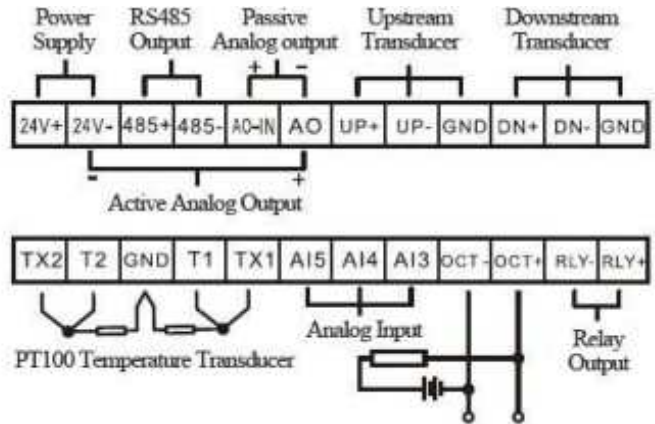 Power Supply
RS485 Output
Passive Analog output
Upstream Transducer
Downstream Transducer
+ −
24V+ 24V- 485+ 485- AO-IN AO UP+ UP- GND DN+ DN- GND
- +
Active Analog Output
TX2 T2 GND T1 TX1 AI5 AI4 AI3 OCT- OCT+ RLY- RLY+
PT100 Temperature Transducer
Analog Input
Relay Output